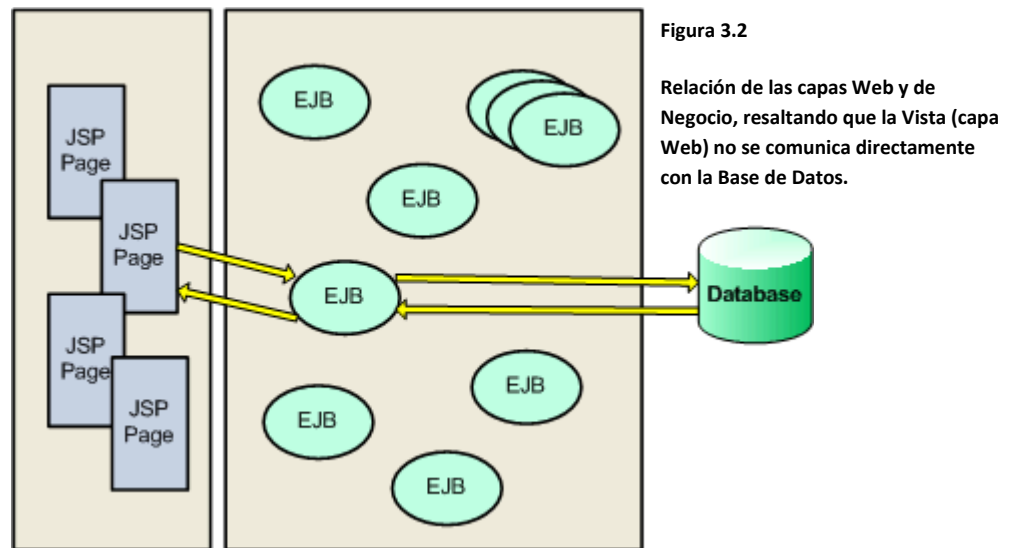 Figura 3.2
Relación de las capas Web y de
Negocio, resaltando que la Vista (capa
Web) no se comunica directamente
con la Base de Datos.
JSP
Page
JSP
Page
JSP
Page
JSP
Page
EJB
EJB
EJB
EJB
EJB
EJB
EJB
Database